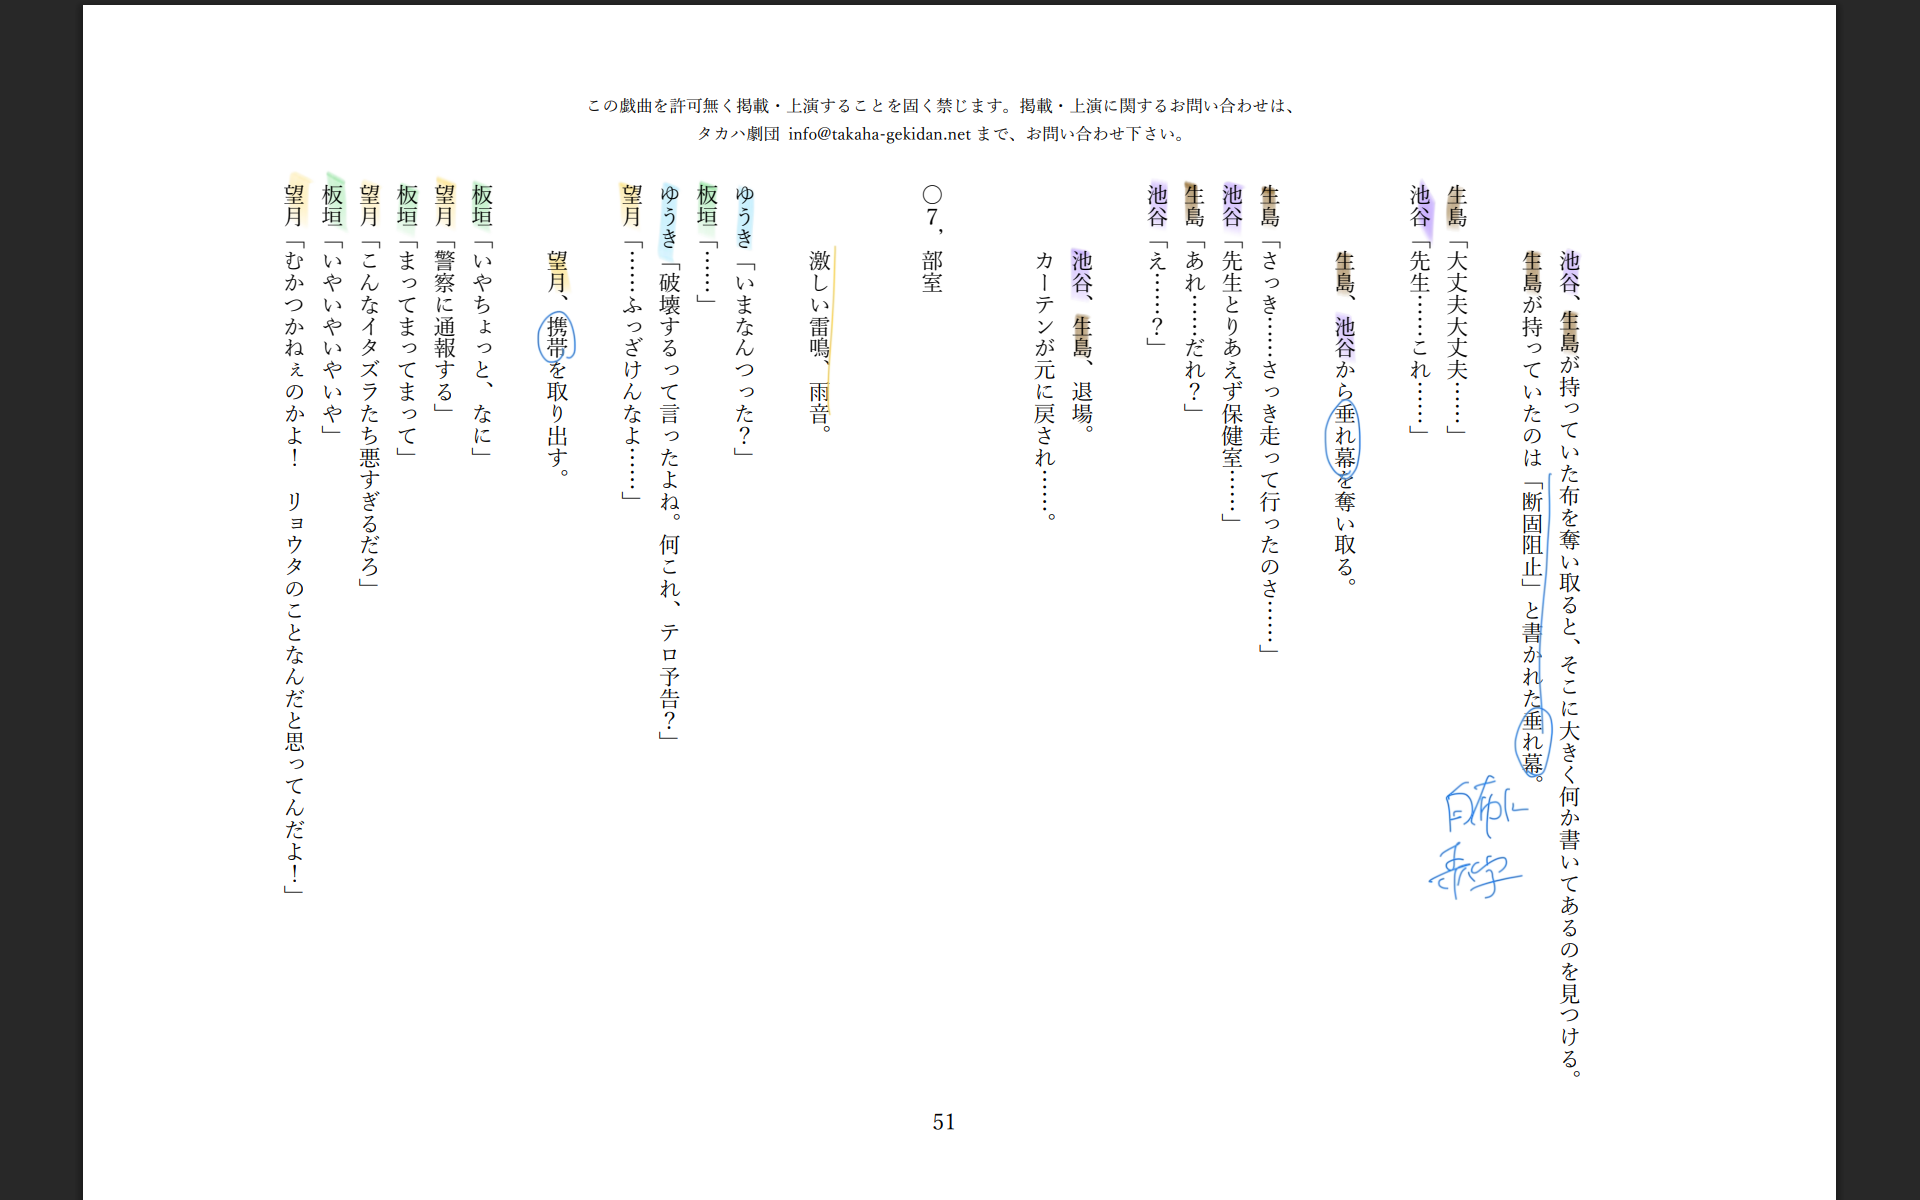 この戯曲を許可無く掲載・上演することを固く禁じます。掲載・上演に関するお問い合わせは、
タカハ劇団 info@takaha-gekidan.net まで、お問い合わせ下さい。
池谷、生島が持っていた布を奪い取ると、そこに大きく何か書いてあるのを見つける。
生島が持っていたのは「断固阻止」と書かれた垂れ幕。
白布に
赤文字
生島「大丈夫大丈夫……」
池谷「先生……これ……」
生島、池谷から垂れ幕を奪い取る。
生島「さっき……さっき走って行ったのさ……」
池谷「先生とりあえず保健室……」
生島「あれ……だれ？」
池谷「え……？」
池谷、生島、退場。
カーテンが元に戻され……。
〇7, 部室
激しい雷鳴、雨音。
ゆうき「いまなんつった？」
板垣「……」
ゆうき「破壊するって言ったよね。何これ、テロ予告？」
望月「……ふっざけんなよ……」
望月、携帯を取り出す。
板垣「いやちょっと、なに」
望月「警察に通報する」
板垣「まってまってまって」
望月「こんなイタズラたち悪すぎるだろ」
板垣「いやいやいやいや」
望月「むかつかねぇのかよ！　リョウタのことなんだと思ってんだよ！」
51